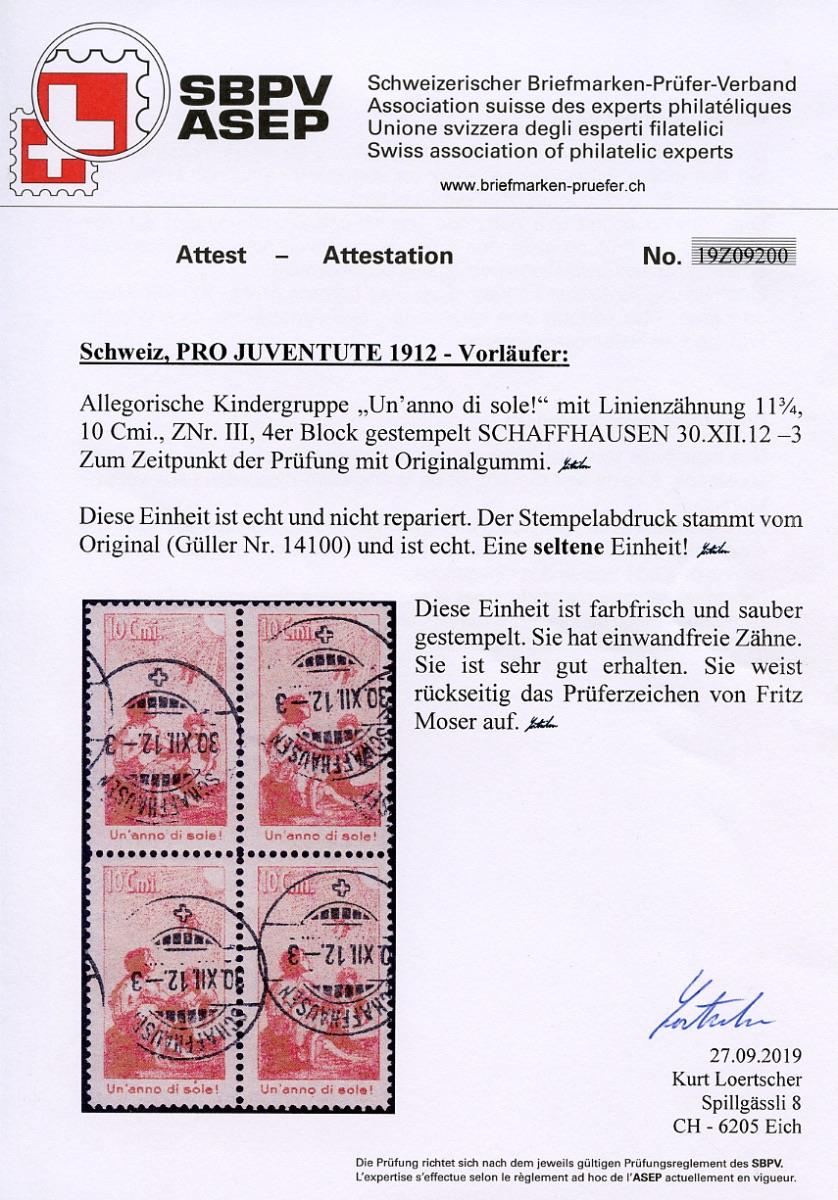 SBPV
ASEP
Schweizerischer Briefmarken-Prüfer-Verband
Association suisse des experts philatéliques
Unione svizzera degli esperti filatelici
Swiss association of philatelic experts
www.briefmarken-pruefer.ch
Attest – Attestation No. 19Z09200
Schweiz, PRO JUVENTUTE 1912 - Vorläufer:
Allegorische Kindergruppe „Un’anno di sole!“ mit Linienzähnung 11¾,
10 Cmi., ZNr. III, 4er Block gestempelt SCHAFFHAUSEN 30.XII.12 –3
Zum Zeitpunkt der Prüfung mit Originalgummi.
Diese Einheit ist echt und nicht repariert. Der Stempelabdruck stammt vom
Original (Güller Nr. 14100) und ist echt. Eine seltene Einheit!
Diese Einheit ist farbfrisch und sauber
gestempelt. Sie hat einwandfreie Zähne.
Sie ist sehr gut erhalten. Sie weist
rückseitig das Prüferzeichen von Fritz
Moser auf.
10 Cmi.
10 Cmi.
30.XII.12.–3
SCHAFFHAUSEN
30.XII.12.–3
SCHAFFHAUSEN
Un'anno di sole!
Un'anno di sole!
10 Cmi.
10 Cmi.
30.XII.12.–3
SCHAFFHAUSEN
30.XII.12.–3
SCHAFFHAUSEN
Un'anno di sole!
Un'anno di sole!
Loertscher
27.09.2019
Kurt Loertscher
Spillgässli 8
CH - 6205 Eich
Die Prüfung richtet sich nach dem jeweils gültigen Prüfungsreglement des SBPV.
L'expertise s'effectue selon le règlement ad hoc de l'ASEP actuellement en vigueur.